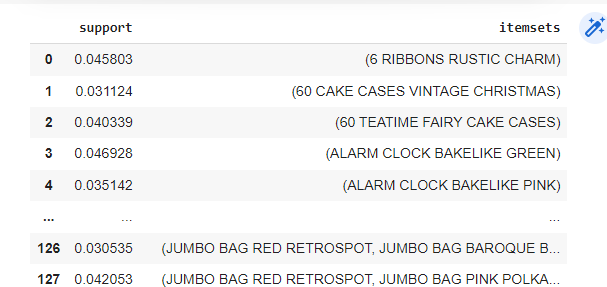 support itemsets
0 0.045803 (6 RIBBONS RUSTIC CHARM)
1 0.031124 (60 CAKE CASES VINTAGE CHRISTMAS)
2 0.040339 (60 TEATIME FAIRY CAKE CASES)
3 0.046928 (ALARM CLOCK BAKELIKE GREEN)
4 0.035142 (ALARM CLOCK BAKELIKE PINK)
... ... ...
126 0.030535 (JUMBO BAG RED RETROSPOT, JUMBO BAG BAROQUE B...
127 0.042053 (JUMBO BAG RED RETROSPOT, JUMBO BAG PINK POLKA...